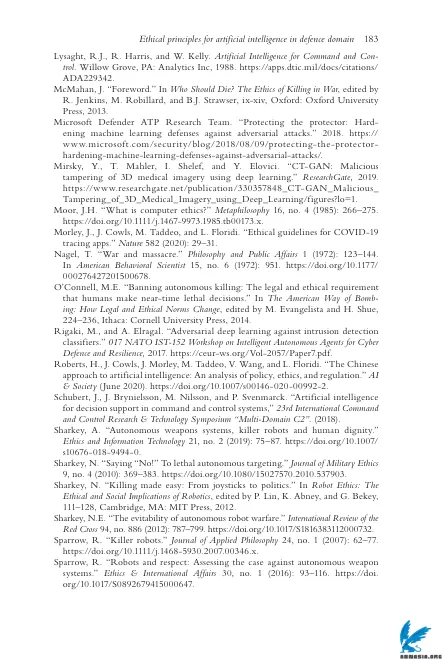 Ethical principles for artificial intelligence in defence domain 183
Lysaght, R.J., R. Harris, and W. Kelly. Artificial Intelligence for Command and Con-
trol. Willow Grove, PA: Analytics Inc, 1988. https://apps.dtic.mil/docs/citations/
ADA229342.
McMahan, J. “Foreword.” In Who Should Die? The Ethics of Killing in War, edited by
R. Jenkins, M. Robillard, and B.J. Strawser, ix-xiv, Oxford: Oxford University
Press, 2013.
Microsoft Defender ATP Research Team. “Protecting the protector: Hard-
ening machine learning defenses against adversarial attacks.” 2018. https://
www.microsoft.com/security/blog/2018/08/09/protecting-the-protector-
hardening-machine-learning-defenses-against-adversarial-attacks/.
Mirsky, Y., T. Mahler, I. Shelef, and Y. Elovici. “CT-GAN: Malicious
tampering of 3D medical imagery using deep learning.” ResearchGate, 2019.
https://www.researchgate.net/publication/330357848_CT-GAN_Malicious_
Tampering_of_3D_Medical_Imagery_using_Deep_Learning/figures?lo=1.
Moor, J.H. “What is computer ethics?” Metaphilosophy 16, no. 4 (1985): 266–275.
https://doi.org/10.1111/j.1467-9973.1985.tb00173.x.
Morley, J., J. Cowls, M. Taddeo, and L. Floridi. “Ethical guidelines for COVID-19
tracing apps.” Nature 582 (2020): 29–31.
Nagel, T. “War and massacre.” Philosophy and Public Affairs 1 (1972): 123–144.
In American Behavioral Scientist 15, no. 6 (1972): 951. https://doi.org/10.1177/
000276427201500678.
O’Connell, M.E. “Banning autonomous killing: The legal and ethical requirement
that humans make near-time lethal decisions.” In The American Way of Bomb-
ing: How Legal and Ethical Norms Change, edited by M. Evangelista and H. Shue,
224–236, Ithaca: Cornell University Press, 2014.
Rigaki, M., and A. Elragal. “Adversarial deep learning against intrusion detection
classifiers.” 017 NATO IST-152 Workshop on Intelligent Autonomous Agents for Cyber
Defence and Resilience, 2017. https://ceur-ws.org/Vol-2057/Paper7.pdf.
Roberts, H., J. Cowls, J. Morley, M. Taddeo, V. Wang, and L. Floridi. “The Chinese
approach to artificial intelligence: An analysis of policy, ethics, and regulation.” AI
& Society (June 2020). https://doi.org/10.1007/s00146-020-00992-2.
Schubert, J., J. Brynielsson, M. Nilsson, and P. Svenmarck. “Artificial intelligence
for decision support in command and control systems,” 23rd International Command
and Control Research & Technology Symposium “Multi-Domain C2”. (2018).
Sharkey, A. “Autonomous weapons systems, killer robots and human dignity.”
Ethics and Information Technology 21, no. 2 (2019): 75–87. https://doi.org/10.1007/
s10676-018-9494-0.
Sharkey, N. “Saying “No!” To lethal autonomous targeting.” Journal of Military Ethics
9, no. 4 (2010): 369–383. https://doi.org/10.1080/15027570.2010.537903.
Sharkey, N. “Killing made easy: From joysticks to politics.” In Robot Ethics: The
Ethical and Social Implications of Robotics, edited by P. Lin, K. Abney, and G. Bekey,
111–128, Cambridge, MA: MIT Press, 2012.
Sharkey, N.E. “The evitability of autonomous robot warfare.” International Review of the
Red Cross 94, no. 886 (2012): 787–799. https://doi.org/10.1017/S1816383112000732.
Sparrow, R. “Killer robots.” Journal of Applied Philosophy 24, no. 1 (2007): 62–77.
https://doi.org/10.1111/j.1468-5930.2007.00346.x.
Sparrow, R. “Robots and respect: Assessing the case against autonomous weapon
systems.” Ethics & International Affairs 30, no. 1 (2016): 93–116. https://doi.
org/10.1017/S0892679415000647.